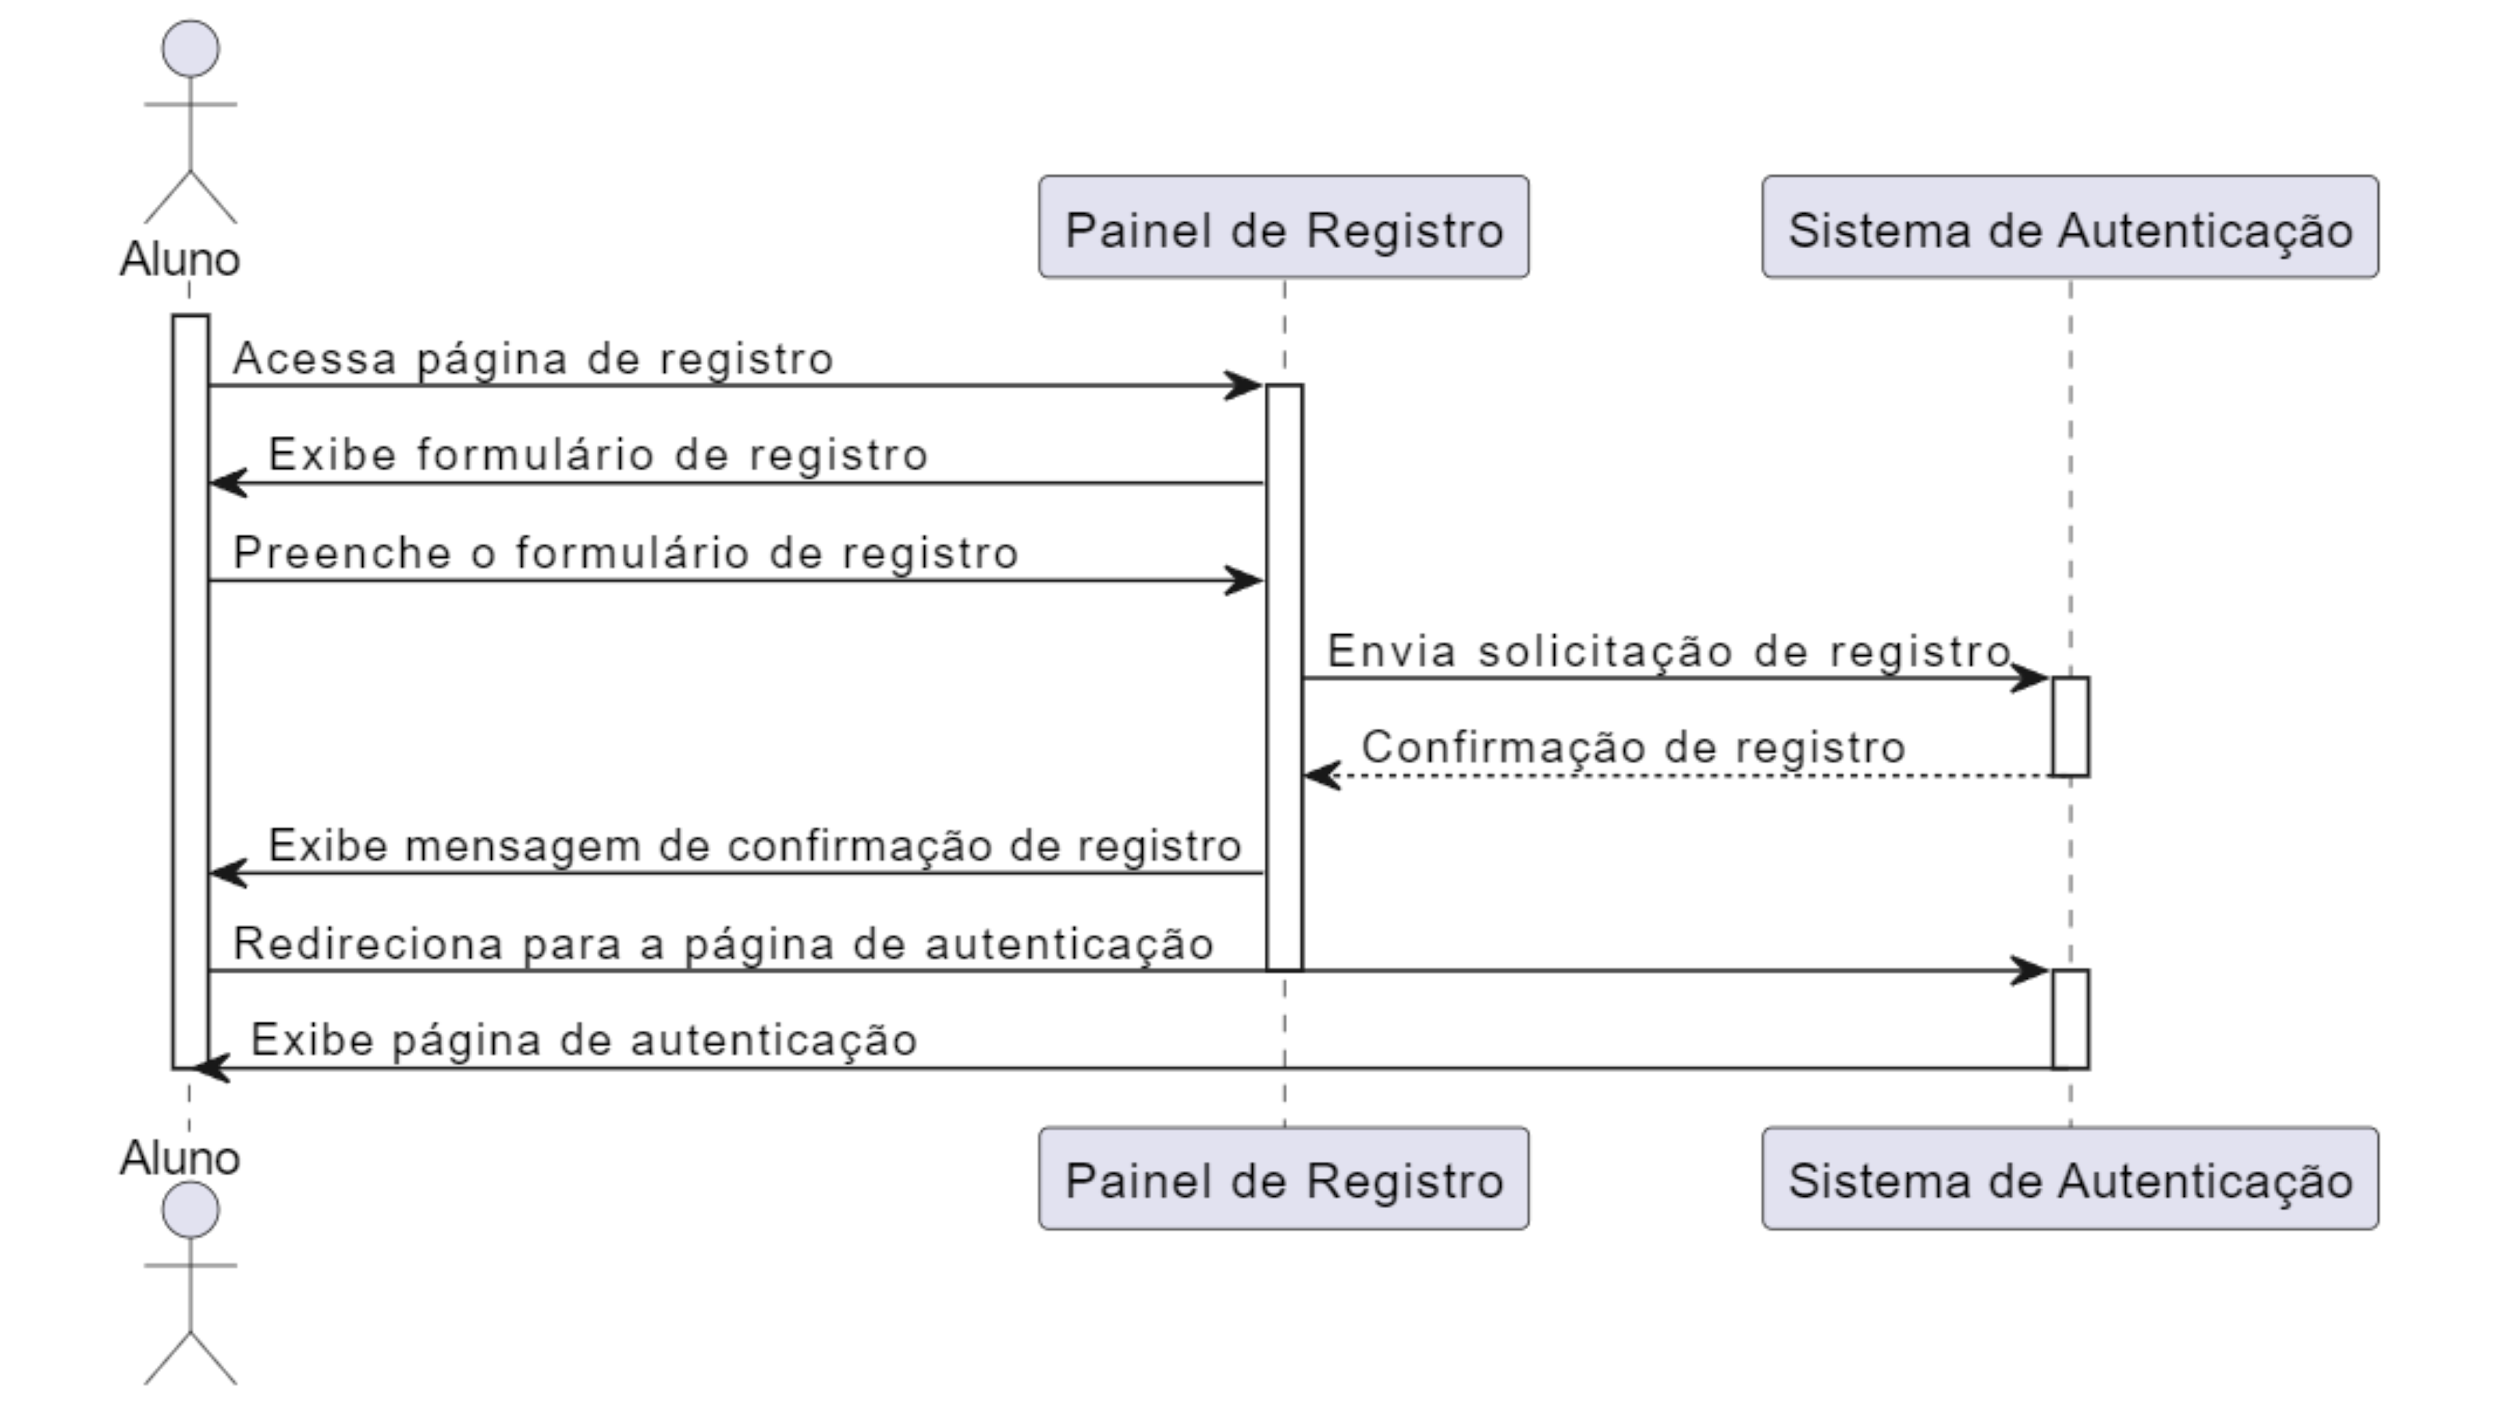 Aluno
Painel de Registro
Sistema de Autenticação
Acessa página de registro
Exibe formulário de registro
Preenche o formulário de registro
Envia solicitação de registro
Confirmação de registro
Exibe mensagem de confirmação de registro
Redireciona para a página de autenticação
Exibe página de autenticação
Aluno
Painel de Registro
Sistema de Autenticação